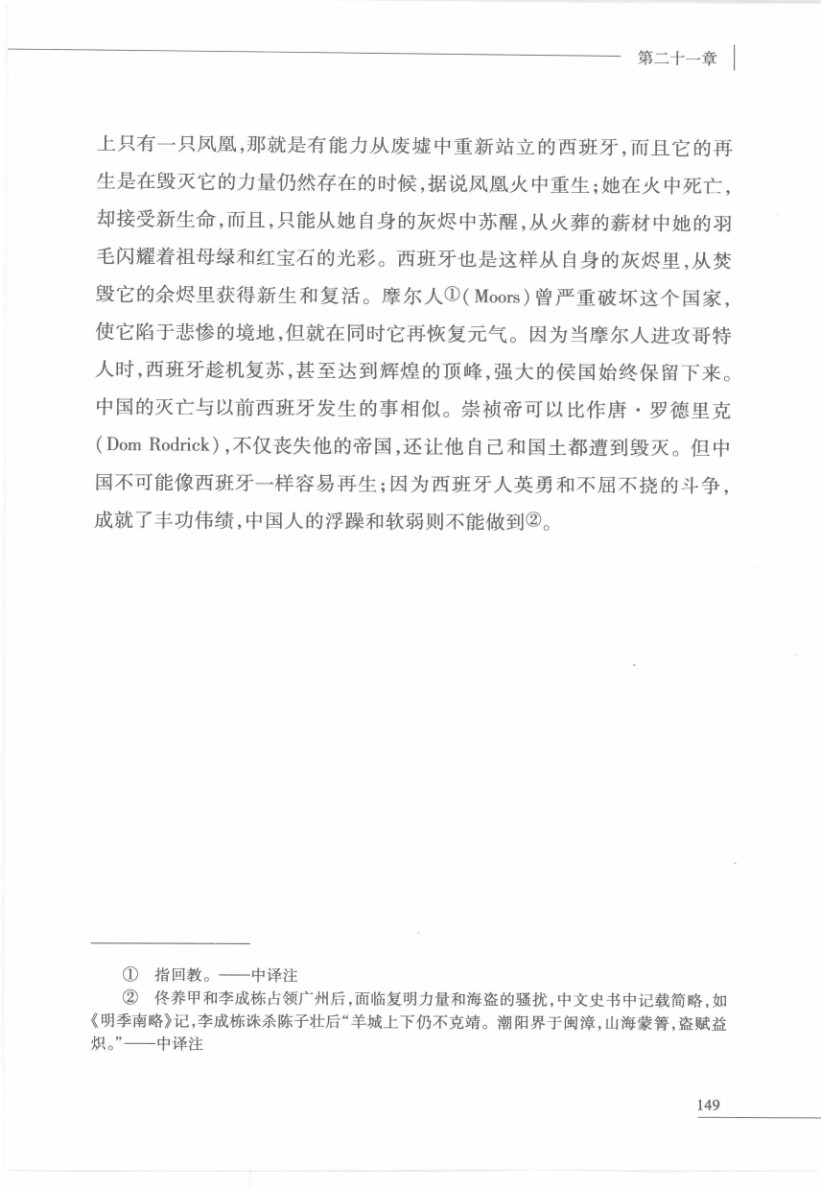 第二十一章
上只有一只凤凰,那就是有能力从废墟中重新站立的西班牙,而且它的再
生是在毁灭它的力量仍然存在的时候,据说凤凰火中重生;她在火中死亡,
却接受新生命,而且,只能从她自身的灰烬中苏醒,从火葬的薪材中她的羽
毛闪耀着祖母绿和红宝石的光彩。西班牙也是这样从自身的灰烬里,从焚
毁它的余烬里获得新生和复活。摩尔人①(Moors)曾严重破坏这个国家,
使它陷于悲惨的境地,但就在同时它再恢复元气。因为当摩尔人进攻哥特
人时,西班牙趁机复苏,甚至达到辉煌的顶峰,强大的侯国始终保留下来。
中国的灭亡与以前西班牙发生的事相似。崇祯帝可以比作唐·罗德里克
(Dom Rodrick),不仅丧失他的帝国,还让他自己和国土都遭到毁灭。但中
国不可能像西班牙一样容易再生;因为西班牙人英勇和不屈不挠的斗争,
成就了丰功伟绩,中国人的浮躁和软弱则不能做到②。
① 指回教。——中译注
② 佟养甲和李成栋占领广州后,面临复明力量和海盗的骚扰,中文史书中记载简略,如
《明季南略》记,李成栋诛杀陈子壮后“羊城上下仍不克靖。潮阳界于闽漳,山海蒙箐,盗赋益
炽。”——中译注
149